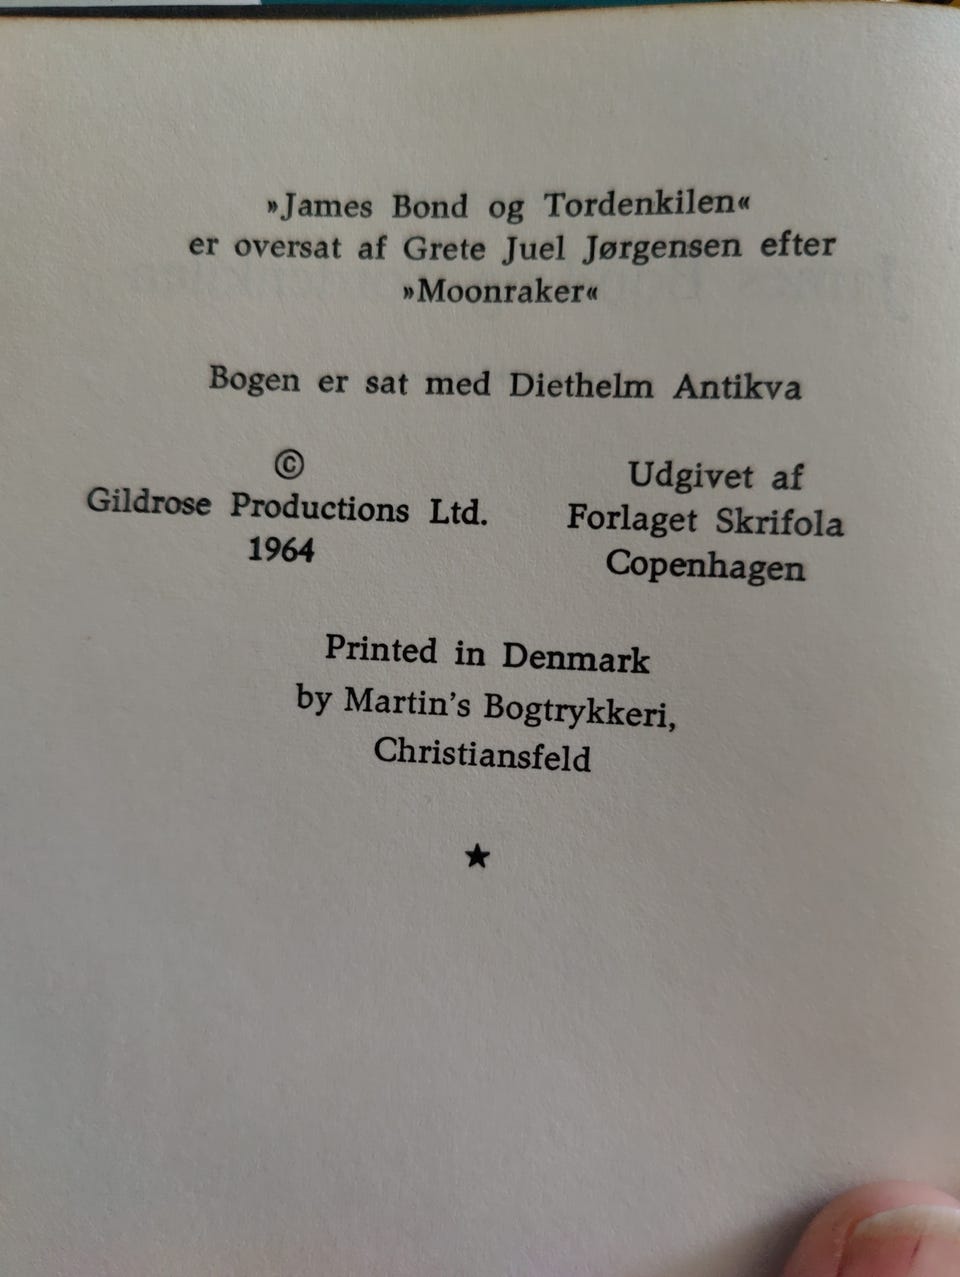 »James Bond og Tordenkilen«
er oversat af Grete Juel Jørgensen efter
»Moonraker«
Bogen er sat med Diethelm Antikva
©
Gildrose Productions Ltd.
1964
Udgivet af
Forlaget Skrifola
Copenhagen
Printed in Denmark
by Martin's Bogtrykkeri,
Christiansfeld
★